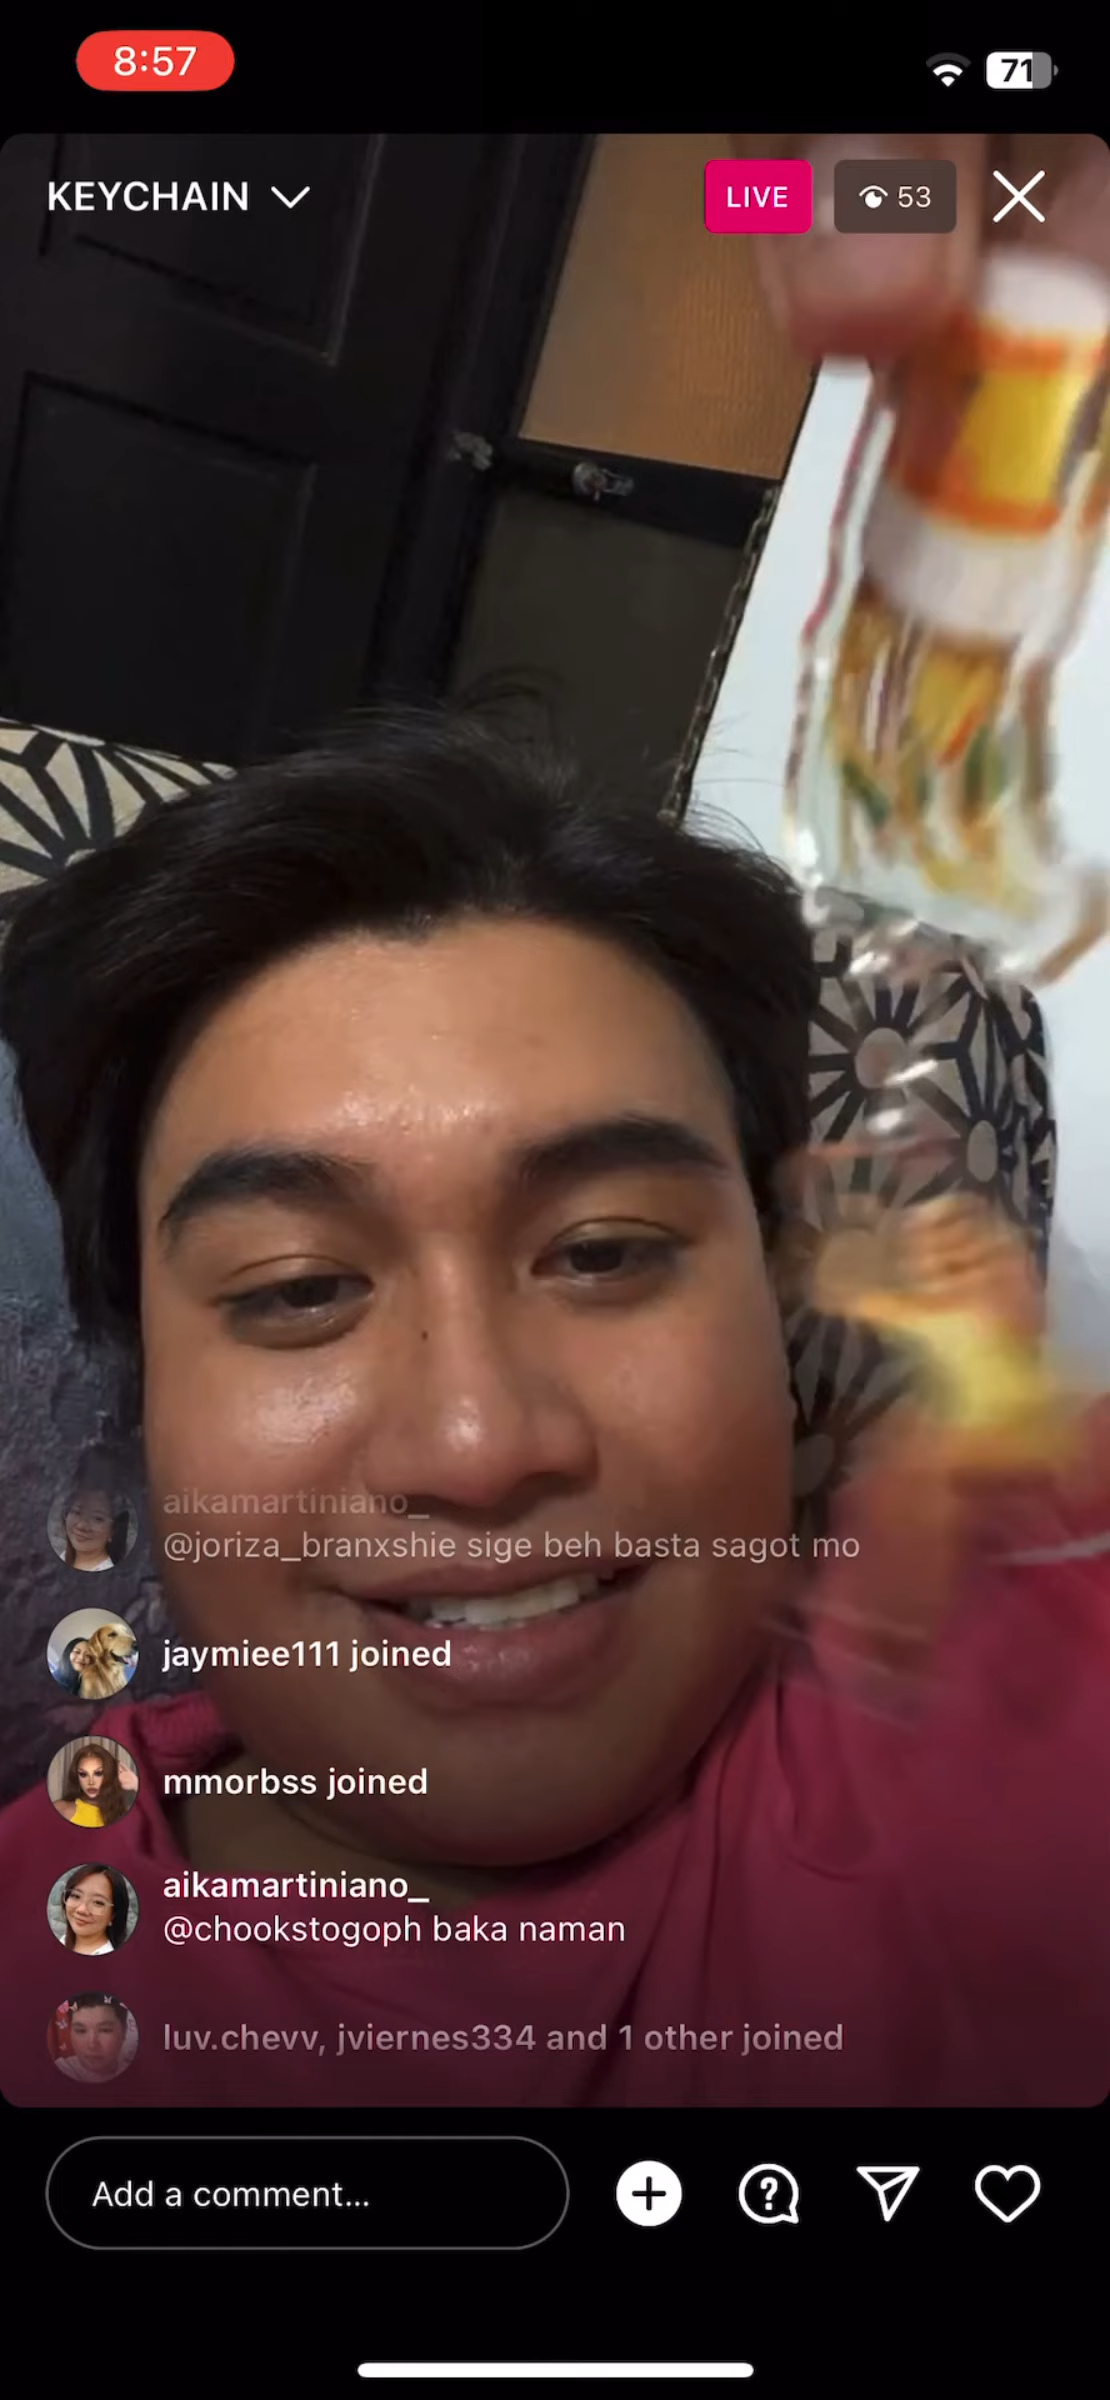 8:57
71
KEYCHAIN
LIVE
53
aikamartiniano_
@joriza_branxshie sige beh basta sagot mo
jaymiee111 joined
mmorbss joined
aikamartiniano_
@chookstogoph baka naman
luv.chevv, jviernes334 and 1 other joined
Add a comment...